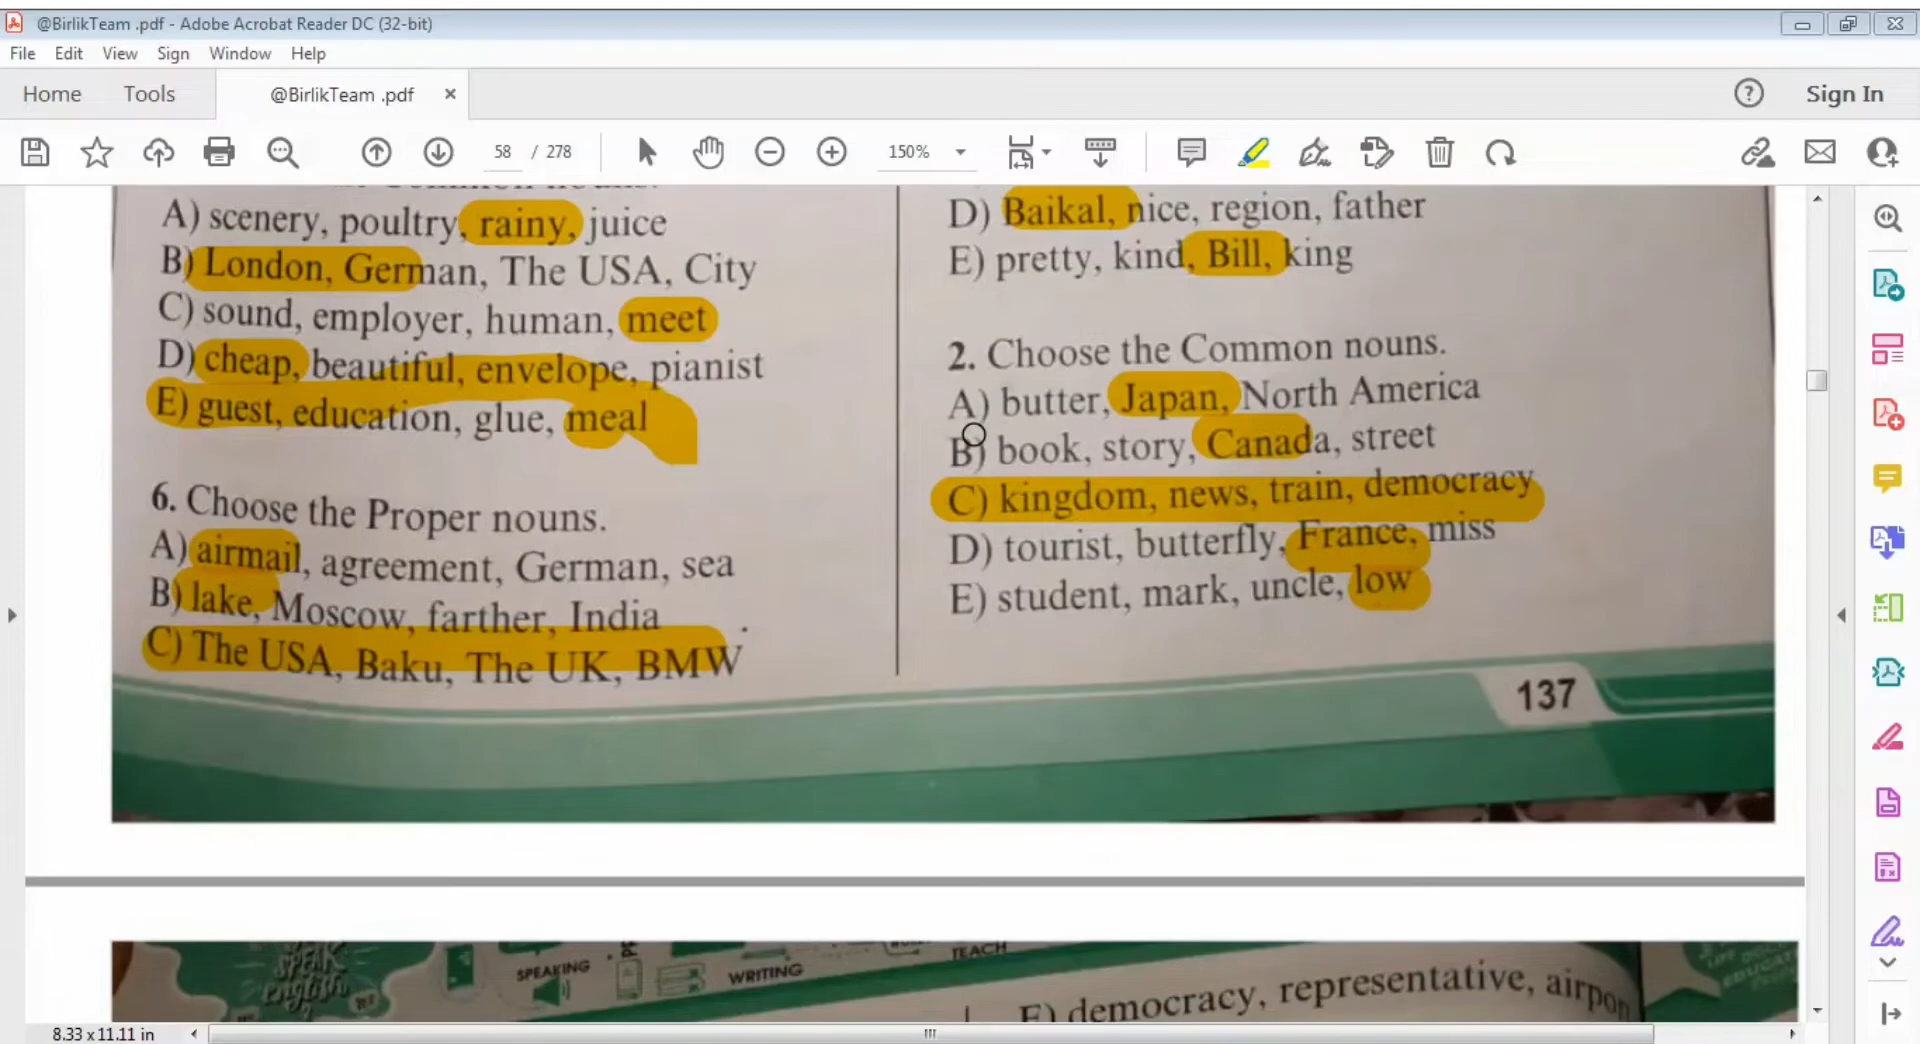 @BirlikTeam .pdf - Adobe Acrobat Reader DC (32-bit)
File Edit View Sign Window Help
Home Tools @BirlikTeam .pdf × Sign In
58 / 278 150%
A) scenery, poultry, rainy, juice
B) London, German, The USA, City
C) sound, employer, human, meet
D) cheap, beautiful, envelope, pianist
E) guest, education, glue, meal
6. Choose the Proper nouns.
A) airmail, agreement, German, sea
B) lake, Moscow, farther, India
C) The USA, Baku, The UK, BMW
D) Baikal, nice, region, father
E) pretty, kind, Bill, king
2. Choose the Common nouns.
A) butter, Japan, North America
B) book, story, Canada, street
C) kingdom, news, train, democracy
D) tourist, butterfly, France, miss
E) student, mark, uncle, low
137
SPEAK
english
SPEAKING
WRITING
TEACH
E) democracy, representative, airpor
8.33 x 11.11 in